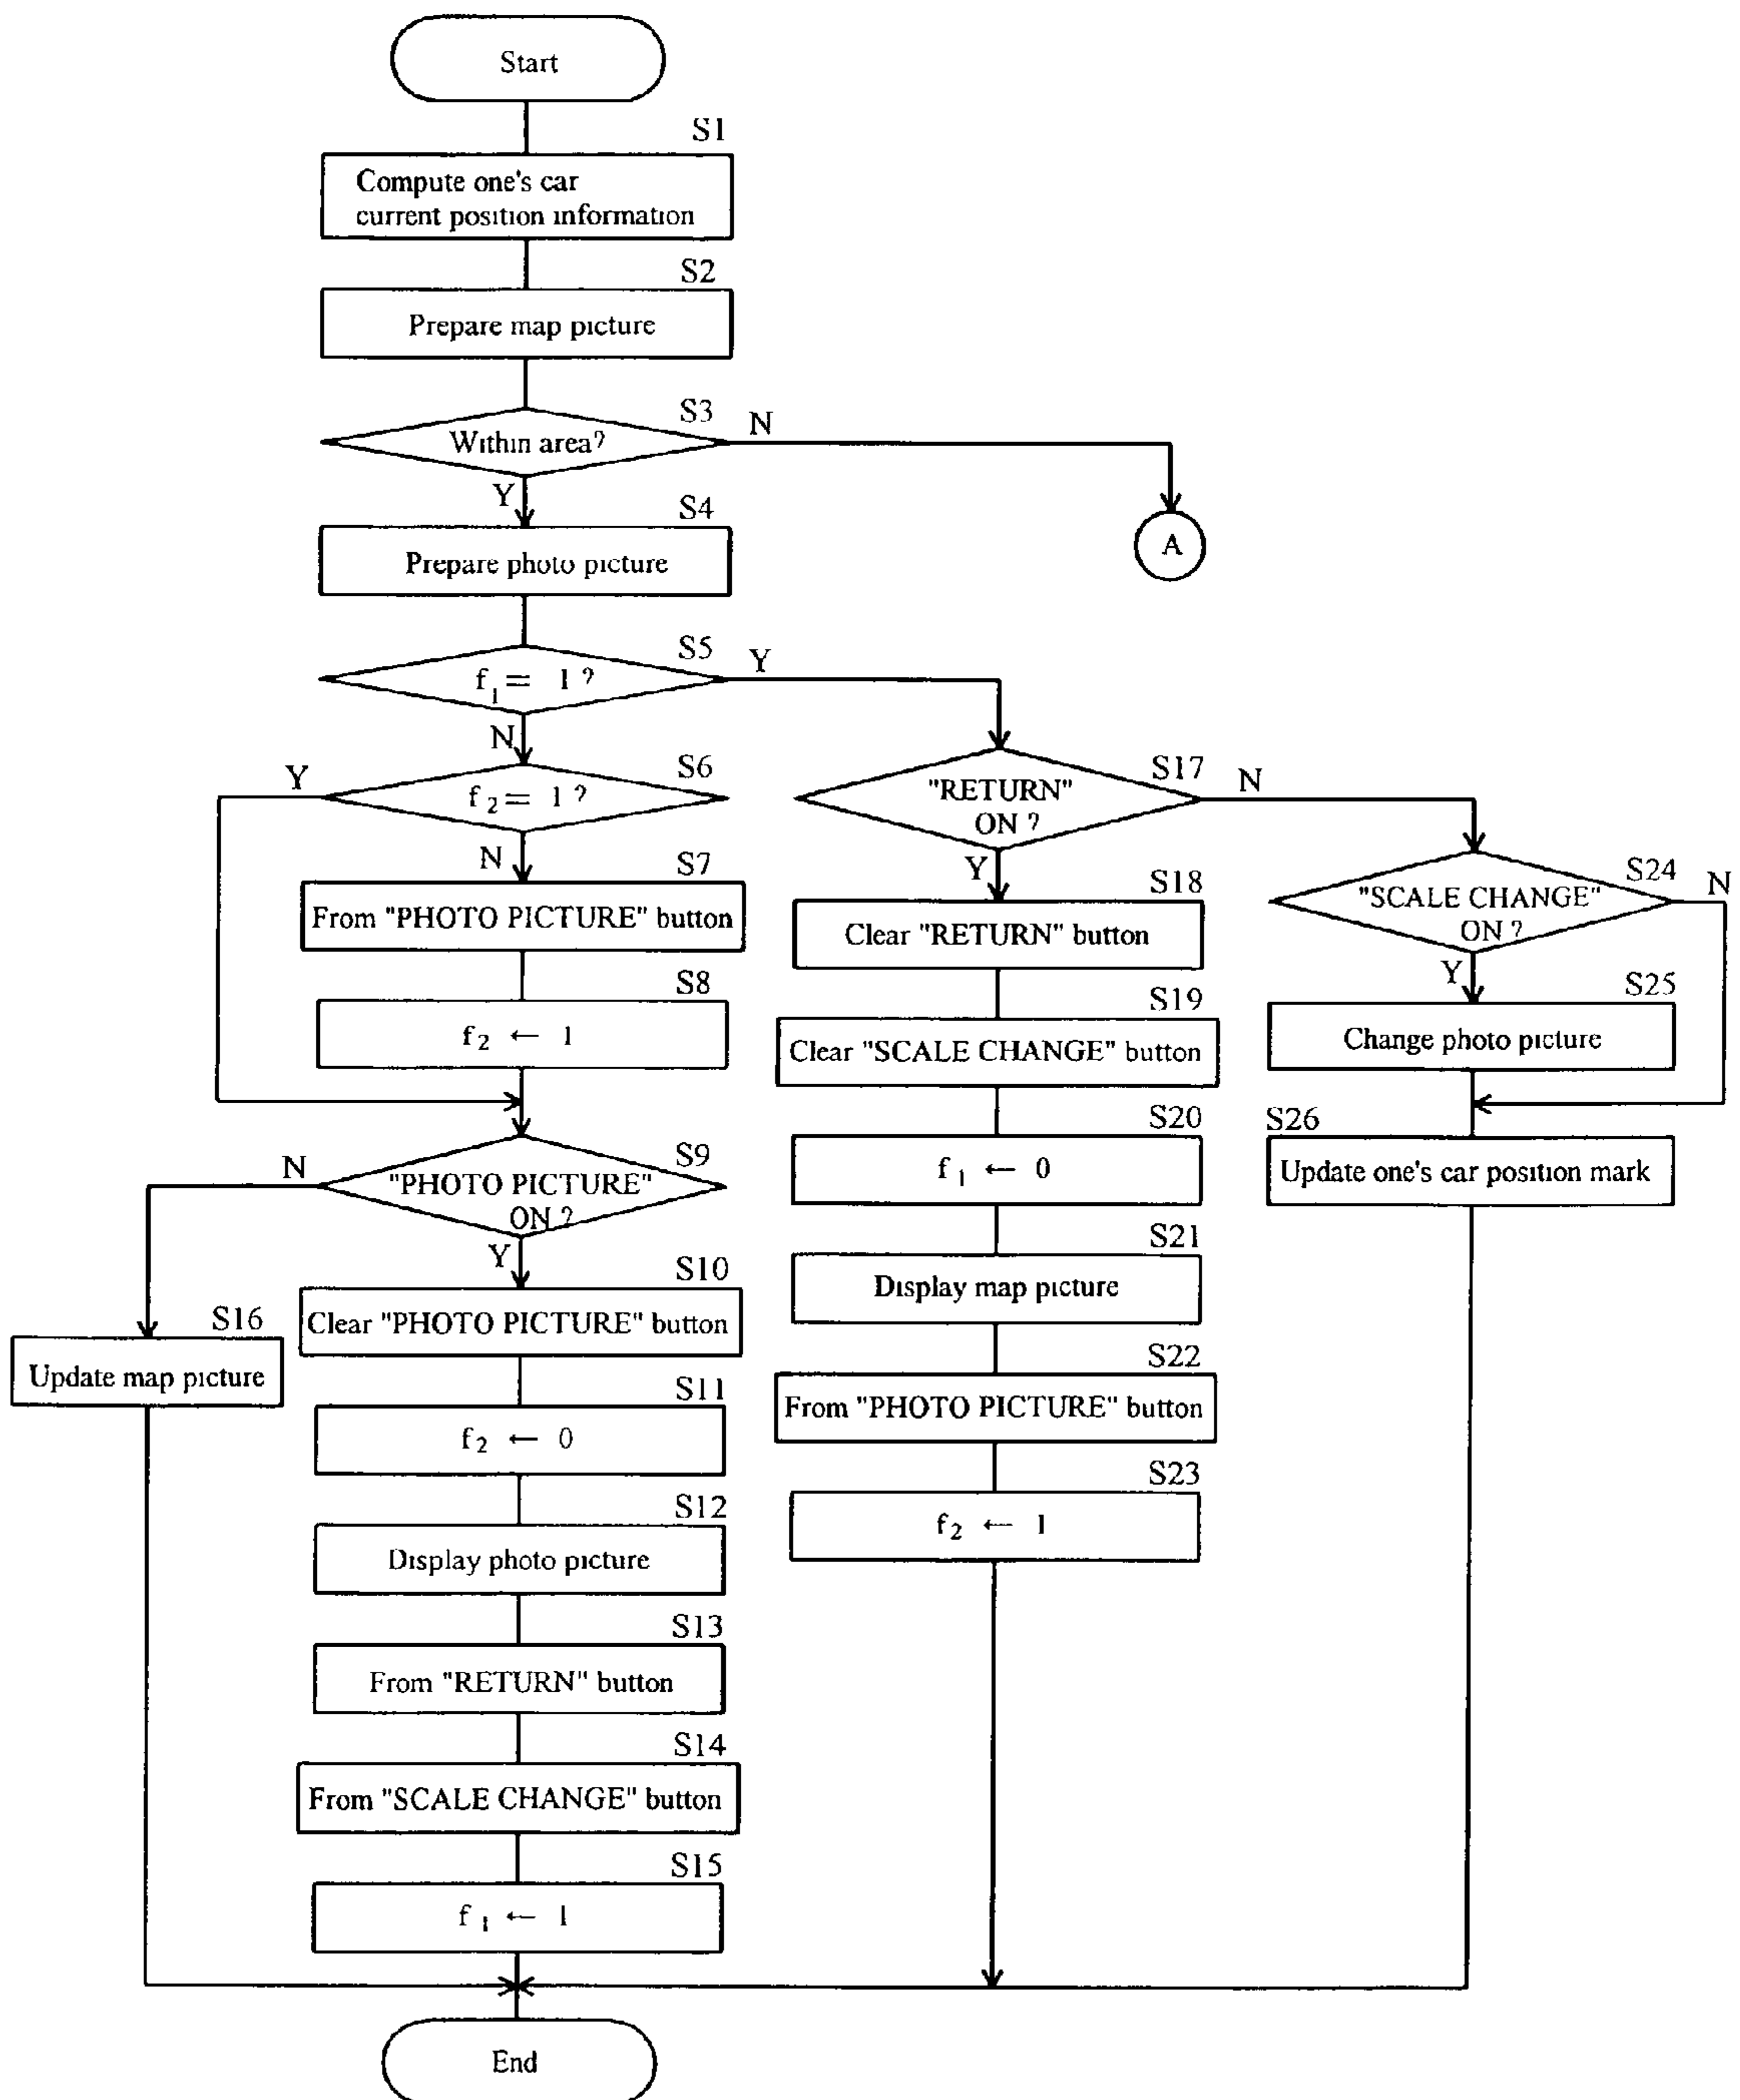 Start
S1
Compute one's car
current position information
S2
Prepare map picture
S3
Within area?
N
Y
A
S4
Prepare photo picture
S5
f1 = 1 ?
Y
N
S6
f2 = 1 ?
Y
N
S7
From "PHOTO PICTURE" button
S8
f2 ← 1
S9
"PHOTO PICTURE"
ON ?
N
Y
S16
Update map picture
S10
Clear "PHOTO PICTURE" button
S11
f2 ← 0
S12
Display photo picture
S13
From "RETURN" button
S14
From "SCALE CHANGE" button
S15
f1 ← 1
S17
"RETURN"
ON ?
N
Y
S18
Clear "RETURN" button
S19
Clear "SCALE CHANGE" button
S20
f1 ← 0
S21
Display map picture
S22
From "PHOTO PICTURE" button
S23
f2 ← 1
S24
"SCALE CHANGE"
ON ?
N
Y
S25
Change photo picture
S26
Update one's car position mark
End